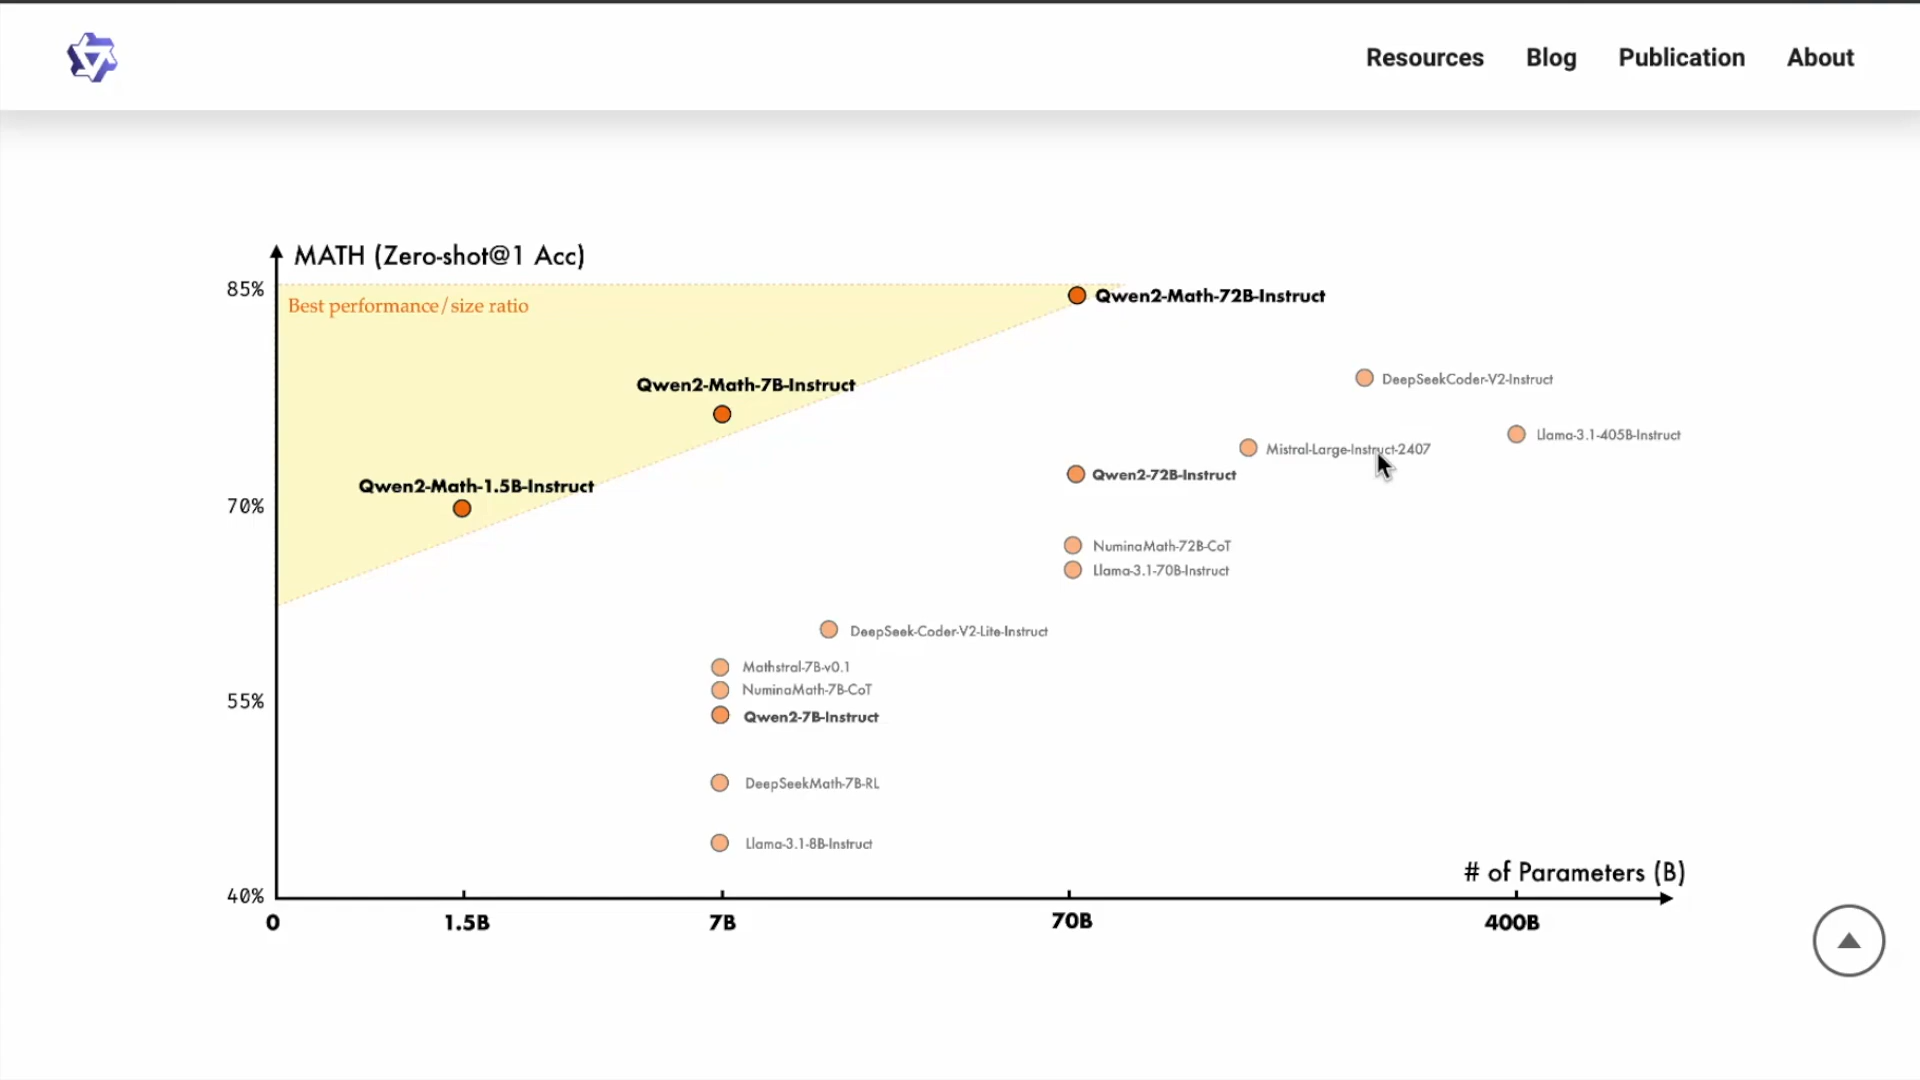 Resources Blog Publication About
MATH (Zero-shot@1 Acc)
85%
Best performance/size ratio
Qwen2-Math-72B-Instruct
Qwen2-Math-7B-Instruct
DeepSeekCoder-V2-Instruct
Llama-3.1-405B-Instruct
Mistral-Large-Instruct-2407
Qwen2-72B-Instruct
Qwen2-Math-1.5B-Instruct
70%
NuminaMath-72B-CoT
Llama-3.1-70B-Instruct
DeepSeek-Coder-V2-Lite-Instruct
Mathstral-7B-v0.1
NuminaMath-7B-CoT
55%
Qwen2-7B-Instruct
DeepSeekMath-7B-RL
Llama-3.1-8B-Instruct
# of Parameters (B)
40%
0 1.5B 7B 70B 400B